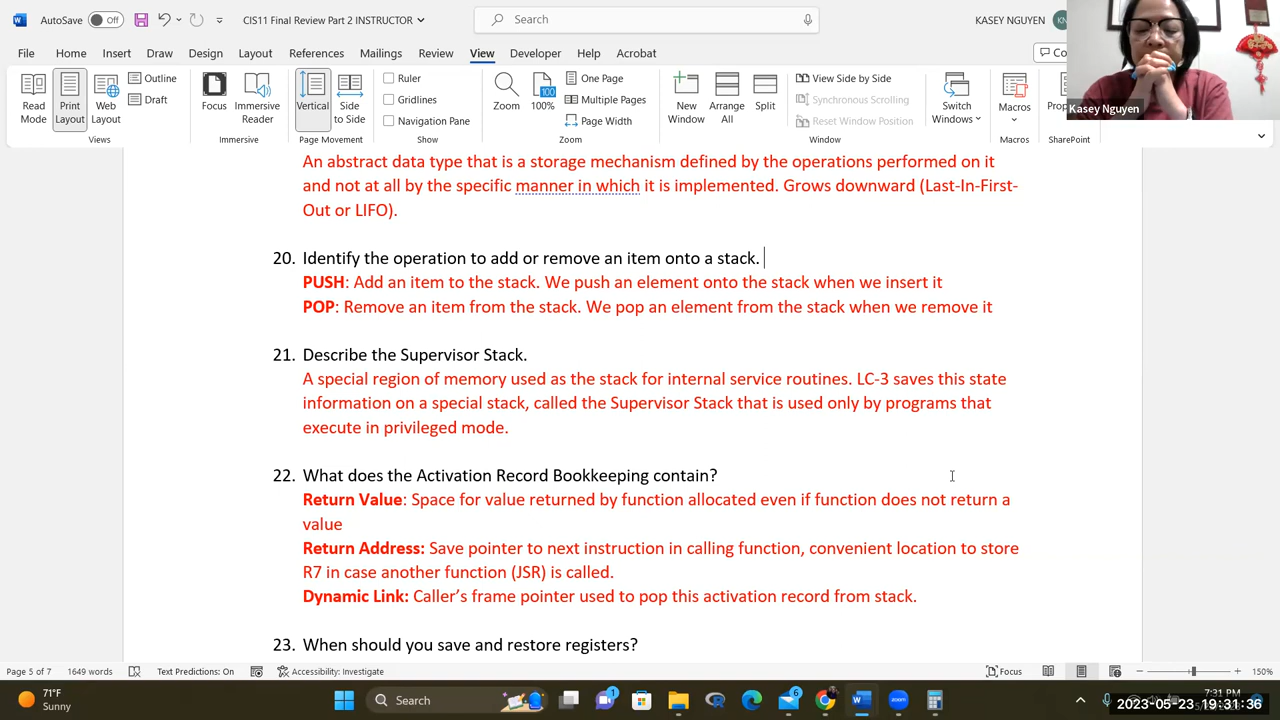 AutoSave Off
CIS11 Final Review Part 2 INSTRUCTOR
Search
KASEY NGUYEN
KN
File Home Insert Draw Design Layout References Mailings Review View Developer Help Acrobat
Read Mode
Print Layout
Web Layout
Outline
Draft
Views
Focus
Immersive Reader
Immersive
Vertical
Side to Side
Page Movement
Ruler
Gridlines
Navigation Pane
Show
Zoom
100
100%
One Page
Multiple Pages
Page Width
Zoom
New Window
Arrange All
Split
View Side by Side
Synchronous Scrolling
Reset Window Position
Window
Switch Windows
Macros
Macros
SharePoint
Kasey Nguyen
An abstract data type that is a storage mechanism defined by the operations performed on it
and not at all by the specific manner in which it is implemented. Grows downward (Last-In-First-
Out or LIFO).
20. Identify the operation to add or remove an item onto a stack.
PUSH: Add an item to the stack. We push an element onto the stack when we insert it
POP: Remove an item from the stack. We pop an element from the stack when we remove it
21. Describe the Supervisor Stack.
A special region of memory used as the stack for internal service routines. LC-3 saves this state
information on a special stack, called the Supervisor Stack that is used only by programs that
execute in privileged mode.
22. What does the Activation Record Bookkeeping contain?
Return Value: Space for value returned by function allocated even if function does not return a
value
Return Address: Save pointer to next instruction in calling function, convenient location to store
R7 in case another function (JSR) is called.
Dynamic Link: Caller's frame pointer used to pop this activation record from stack.
23. When should you save and restore registers?
Page 5 of 7 1649 words Text Predictions: On Accessibility: Investigate Focus 150%
71°F
Sunny
Search
1
6
7:31 PM
2023-05-23 19:31:36